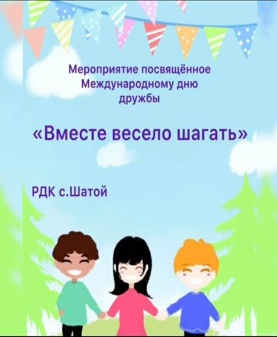 Мероприятие посвящённое
Международному дню
дружбы
«Вместе весело шагать»
РДК с.Шатой